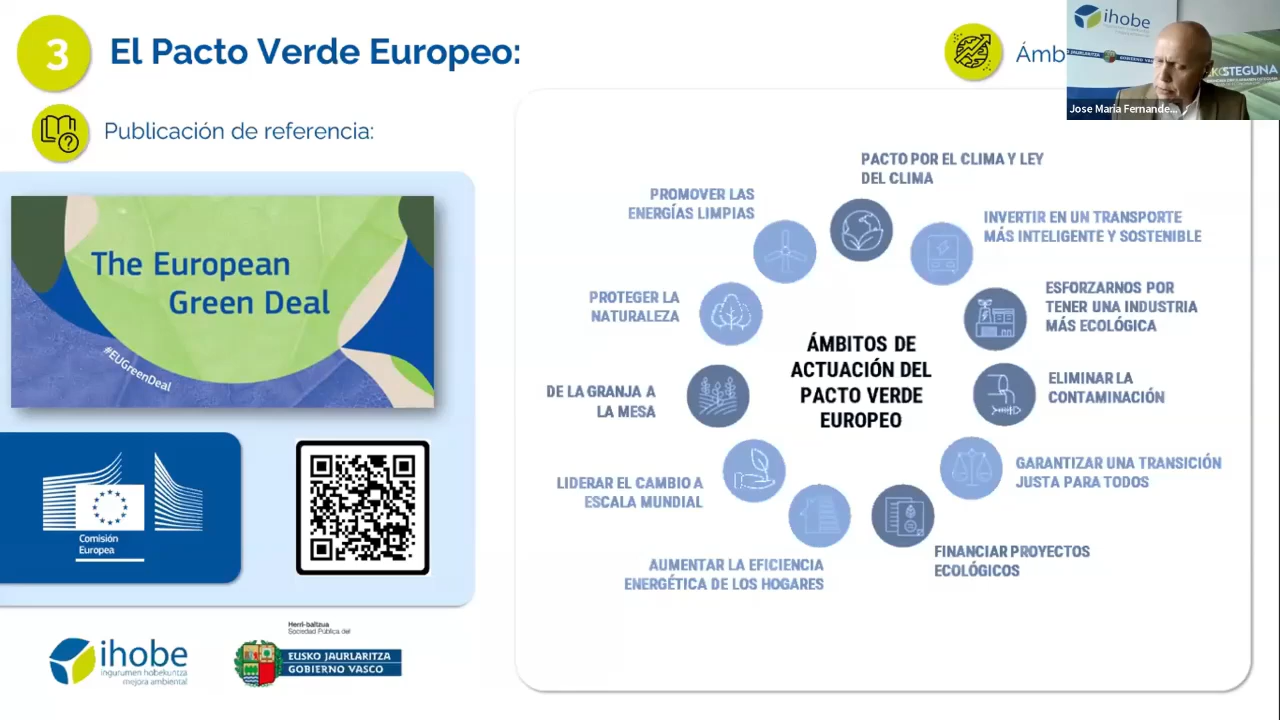 3
El Pacto Verde Europeo:
Publicación de referencia:
The European
Green Deal
#EUGreenDeal
Comisión
Europea
ihobe
ingurumen hobekuntza
mejora ambiental
Herri-baltzua
Sociedad Pública del
EUSKO JAURLARITZA
GOBIERNO VASCO
Ámb
PACTO POR EL CLIMA Y LEY
DEL CLIMA
INVERTIR EN UN TRANSPORTE
MÁS INTELIGENTE Y SOSTENIBLE
ESFORZARNOS POR
TENER UNA INDUSTRIA
MÁS ECOLÓGICA
ELIMINAR LA
CONTAMINACIÓN
GARANTIZAR UNA TRANSICIÓN
JUSTA PARA TODOS
FINANCIAR PROYECTOS
ECOLÓGICOS
AUMENTAR LA EFICIENCIA
ENERGÉTICA DE LOS HOGARES
LIDERAR EL CAMBIO A
ESCALA MUNDIAL
DE LA GRANJA A
LA MESA
PROTEGER LA
NATURALEZA
PROMOVER LAS
ENERGÍAS LIMPIAS
ÁMBITOS DE
ACTUACIÓN DEL
PACTO VERDE
EUROPEO
ihobe
STEGUNA
Jose Maria Fernande...